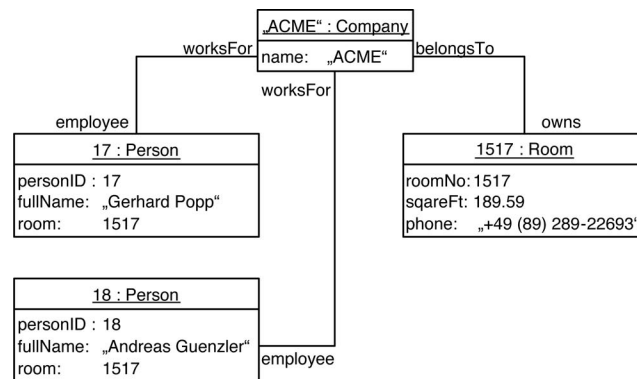 „ACME“ : Company
name: „ACME“
worksFor
belongsTo
worksFor
employee
owns
17 : Person
personID : 17
fullName: „Gerhard Popp“
room: 1517
1517 : Room
roomNo: 1517
sqareFt: 189.59
phone: „+49 (89) 289-22693“
18 : Person
personID : 18
fullName: „Andreas Guenzler“
room: 1517
employee